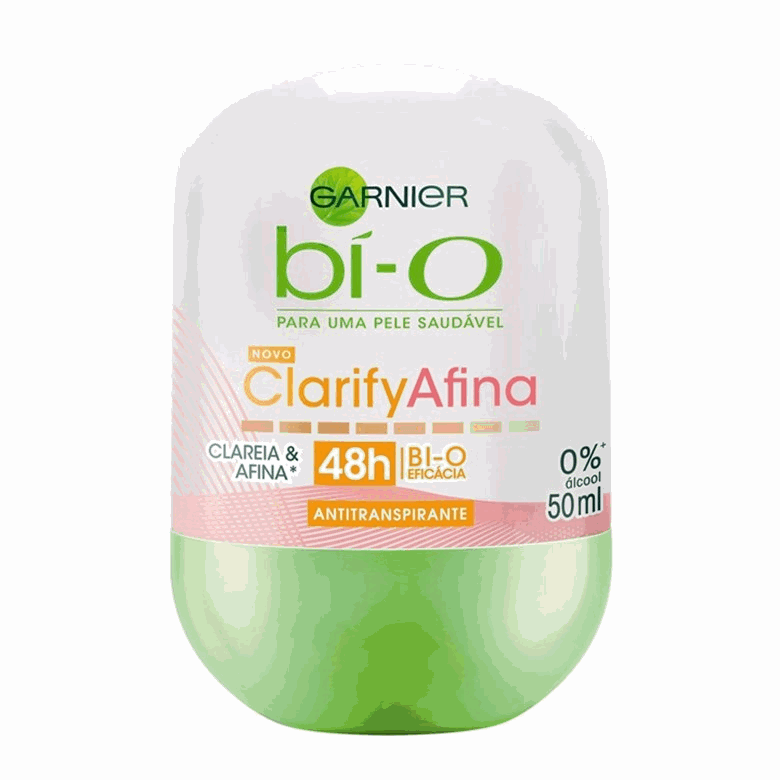 GARNIER
bí-O
PARA UMA PELE SAUDÁVEL
NOVO
ClarifyAfina
CLAREIA &
AFINA*
48h
BI-O
EFICÁCIA
0%+
álcool
50ml
ANTITRANSPIRANTE